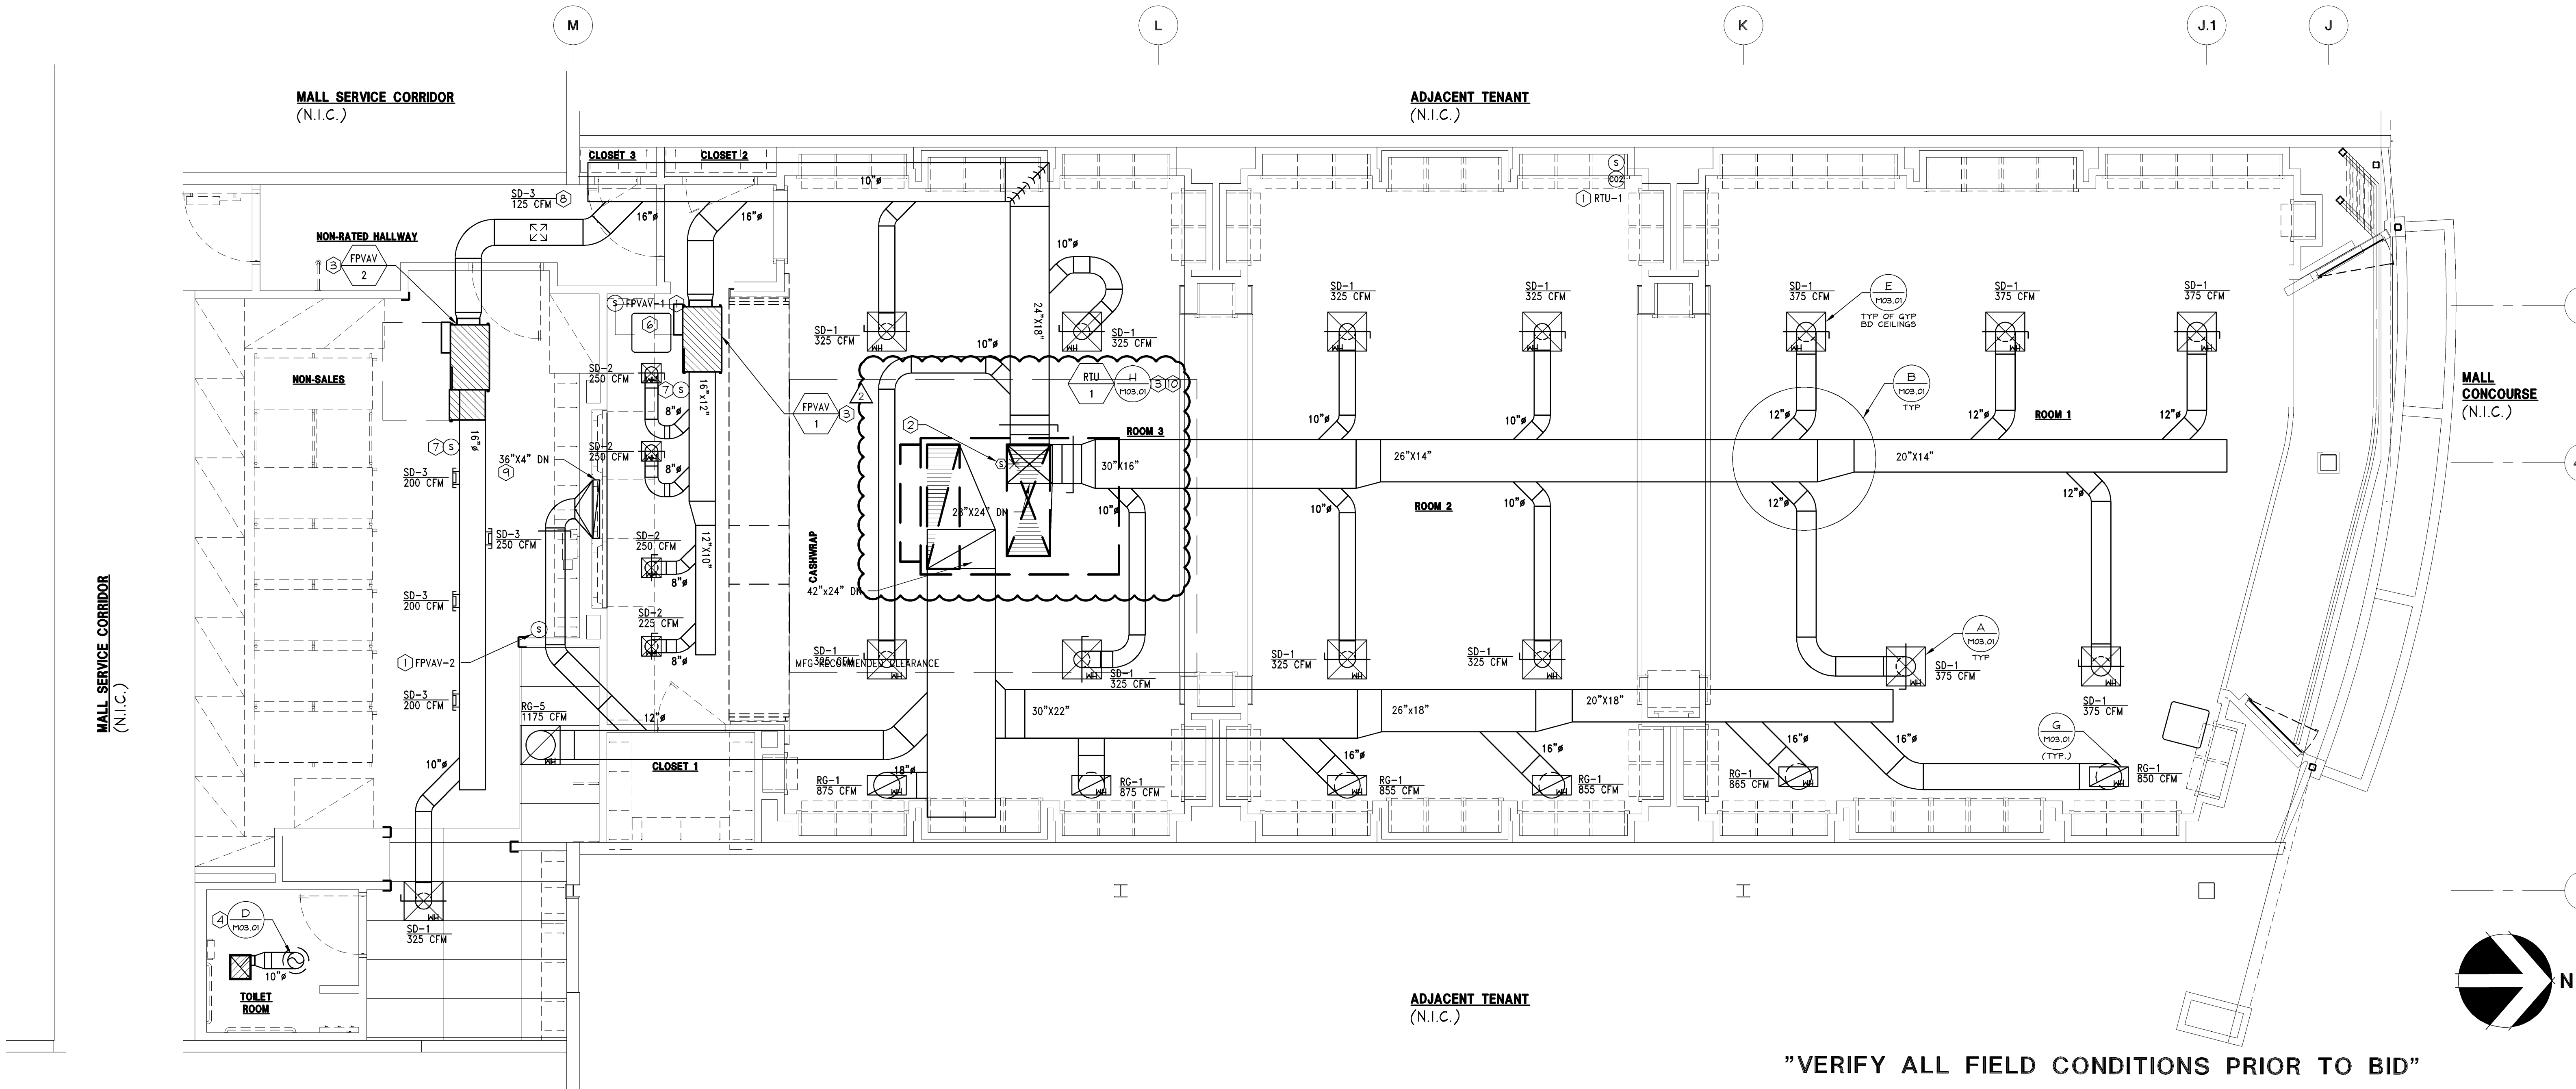 M
L
K
J.1
J
MALL SERVICE CORRIDOR
(N.I.C.)
ADJACENT TENANT
(N.I.C.)
CLOSET 3
CLOSET 2
10"ø
S
CO2
1 RTU-1
SD-3
125 CFM
8
16"ø
16"ø
NON-RATED HALLWAY
3
FPVAV
2
10"ø
24"X18"
S
FPVAV-1
1
6
SD-1
325 CFM
SD-1
325 CFM
SD-1
325 CFM
SD-1
325 CFM
SD-1
375 CFM
E
M03.01
TYP OF GYP
BD CEILINGS
SD-1
375 CFM
SD-1
375 CFM
10"ø
NON-SALES
SD-2
250 CFM
7
S
16"x12"
8"ø
FPVAV
1
3
2
RTU
1
H
M03.01
3
10
B
M03.01
TYP
MALL
CONCOURSE
(N.I.C.)
10"ø
10"ø
12"ø
12"ø
ROOM 1
12"ø
2
ROOM 3
16"ø
7
S
SD-2
250 CFM
36"X4" DN
9
8"ø
SD-3
200 CFM
S
30"X16"
26"X14"
20"X14"
28"X24" DN
10"ø
10"ø
ROOM 2
10"ø
12"ø
12"ø
SD-3
250 CFM
SD-2
250 CFM
12"X10"
8"ø
CASHWRAP
42"x24" DN
SD-3
200 CFM
MALL SERVICE CORRIDOR
(N.I.C.)
SD-2
225 CFM
8"ø
S
1 FPVAV-2
SD-1
325 CFM
MFG RECOMMENDED CLEARANCE
SD-1
325 CFM
SD-1
325 CFM
SD-1
325 CFM
SD-1
375 CFM
A
M03.01
TYP
SD-1
375 CFM
SD-3
200 CFM
RG-5
1175 CFM
12"ø
30"X22"
26"x18"
20"X18"
10"ø
CLOSET 1
18"ø
16"ø
16"ø
16"ø
16"ø
G
M03.01
(TYP.)
RG-1
875 CFM
RG-1
875 CFM
RG-1
855 CFM
RG-1
855 CFM
RG-1
865 CFM
RG-1
850 CFM
4
D
M03.01
SD-1
325 CFM
10"ø
TOILET
ROOM
ADJACENT TENANT
(N.I.C.)
N
"VERIFY ALL FIELD CONDITIONS PRIOR TO BID"